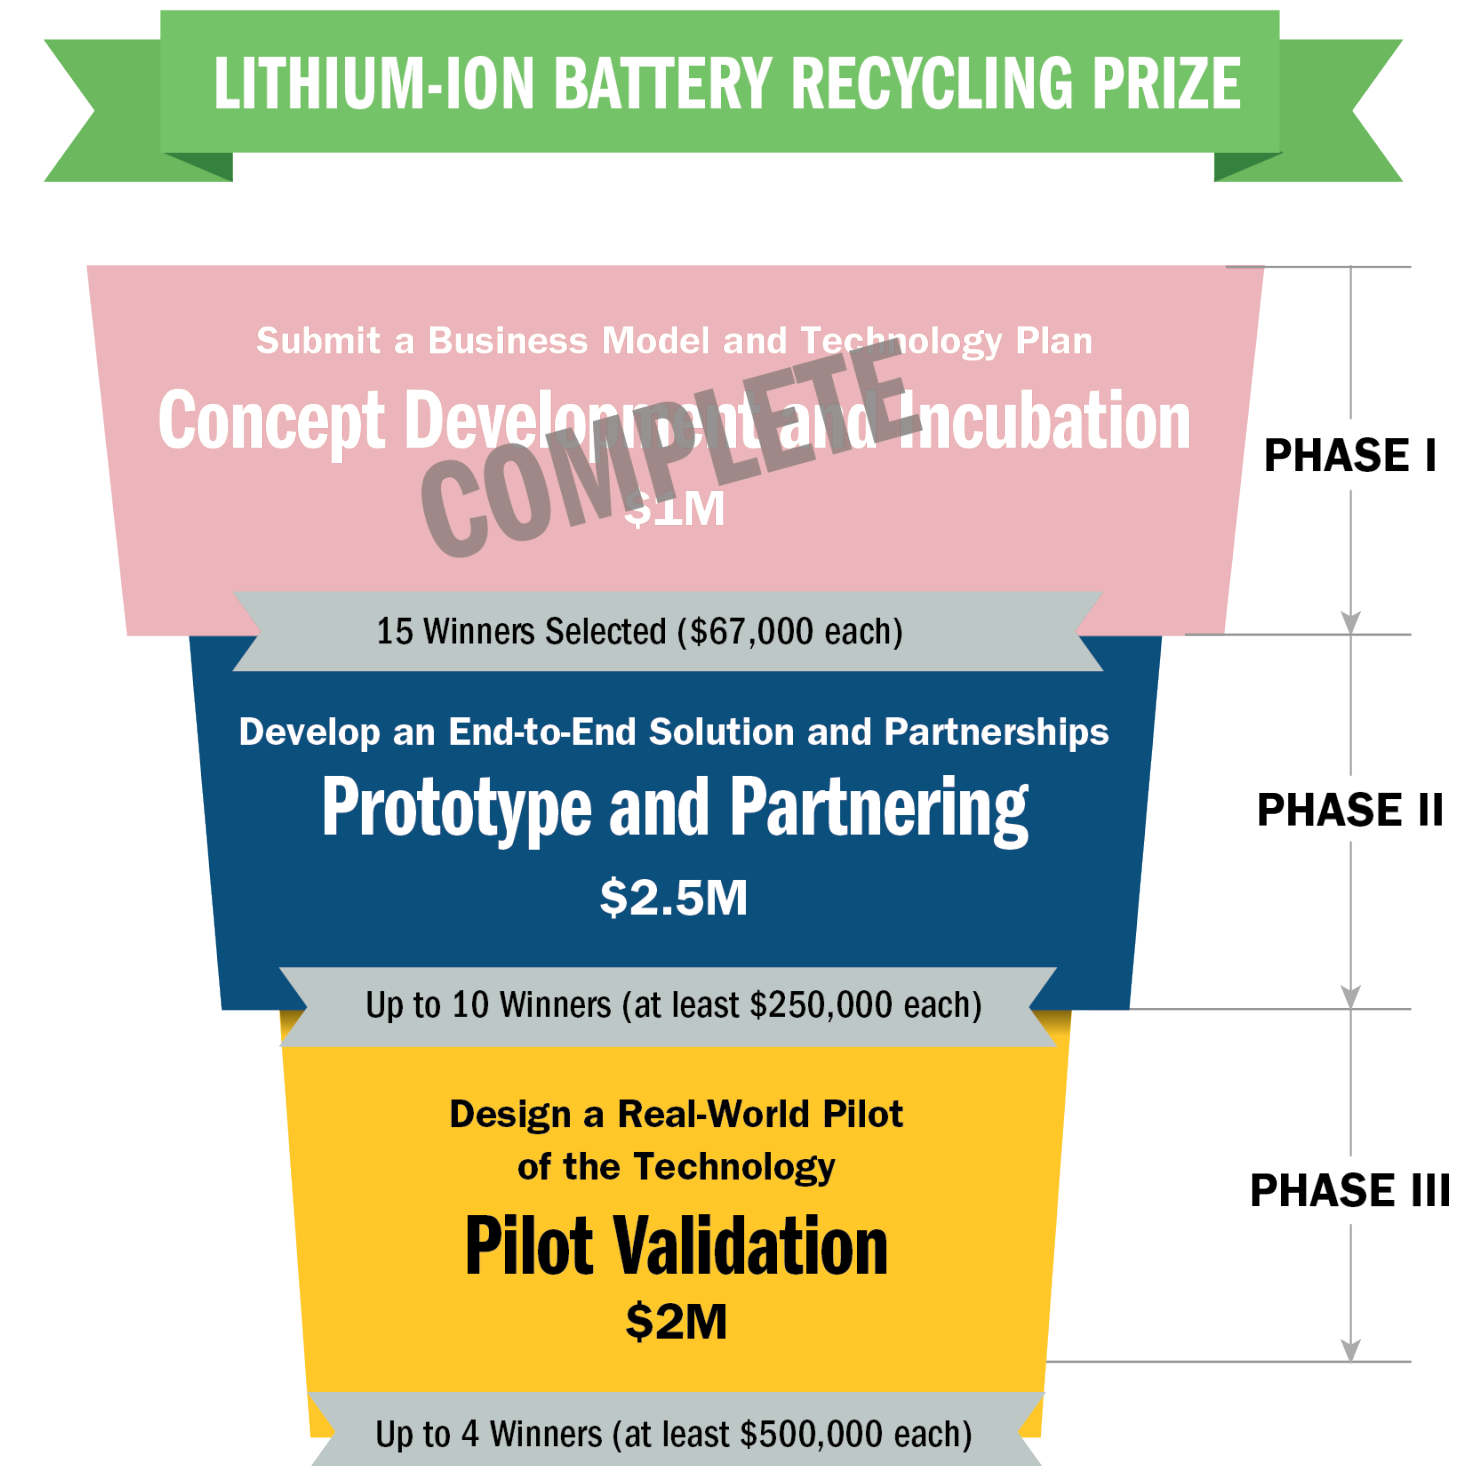 LITHIUM-ION BATTERY RECYCLING PRIZE
Submit a Business Model and Technology Plan
Concept Development and Incubation
COMPLETE
$1M
PHASE I
15 Winners Selected ($67,000 each)
Develop an End-to-End Solution and Partnerships
Prototype and Partnering
PHASE II
$2.5M
Up to 10 Winners (at least $250,000 each)
Design a Real-World Pilot
of the Technology
PHASE III
Pilot Validation
$2M
Up to 4 Winners (at least $500,000 each)